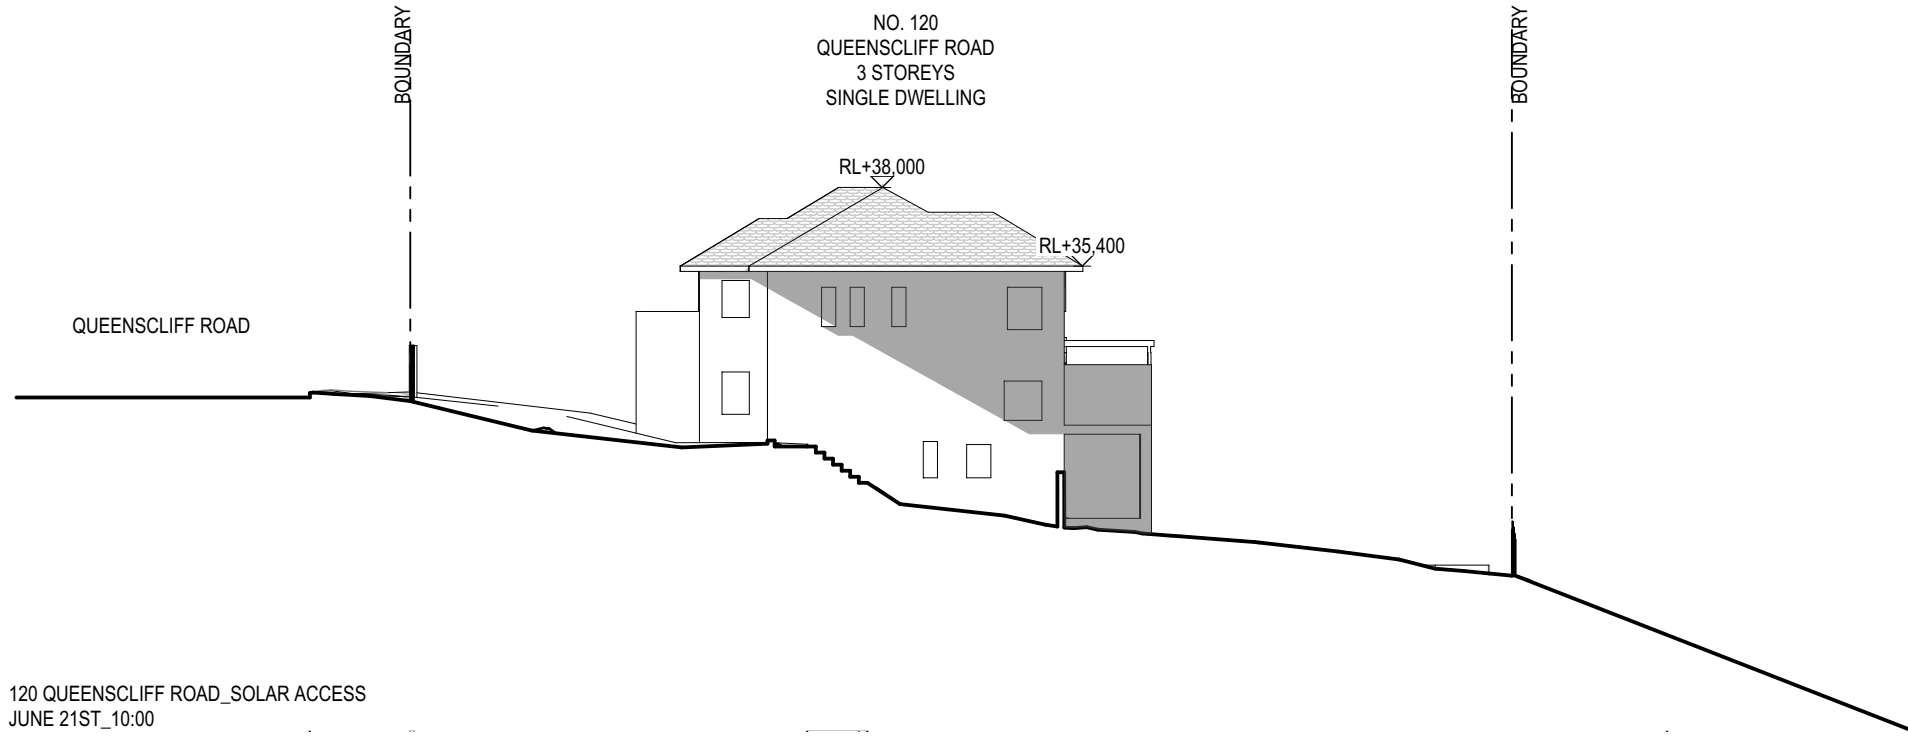 BOUNDARY
NO. 120
QUEENSCLIFF ROAD
3 STOREYS
SINGLE DWELLING
BOUNDARY
RL+38,000
RL+35,400
QUEENSCLIFF ROAD
120 QUEENSCLIFF ROAD_SOLAR ACCESS
JUNE 21ST_10:00